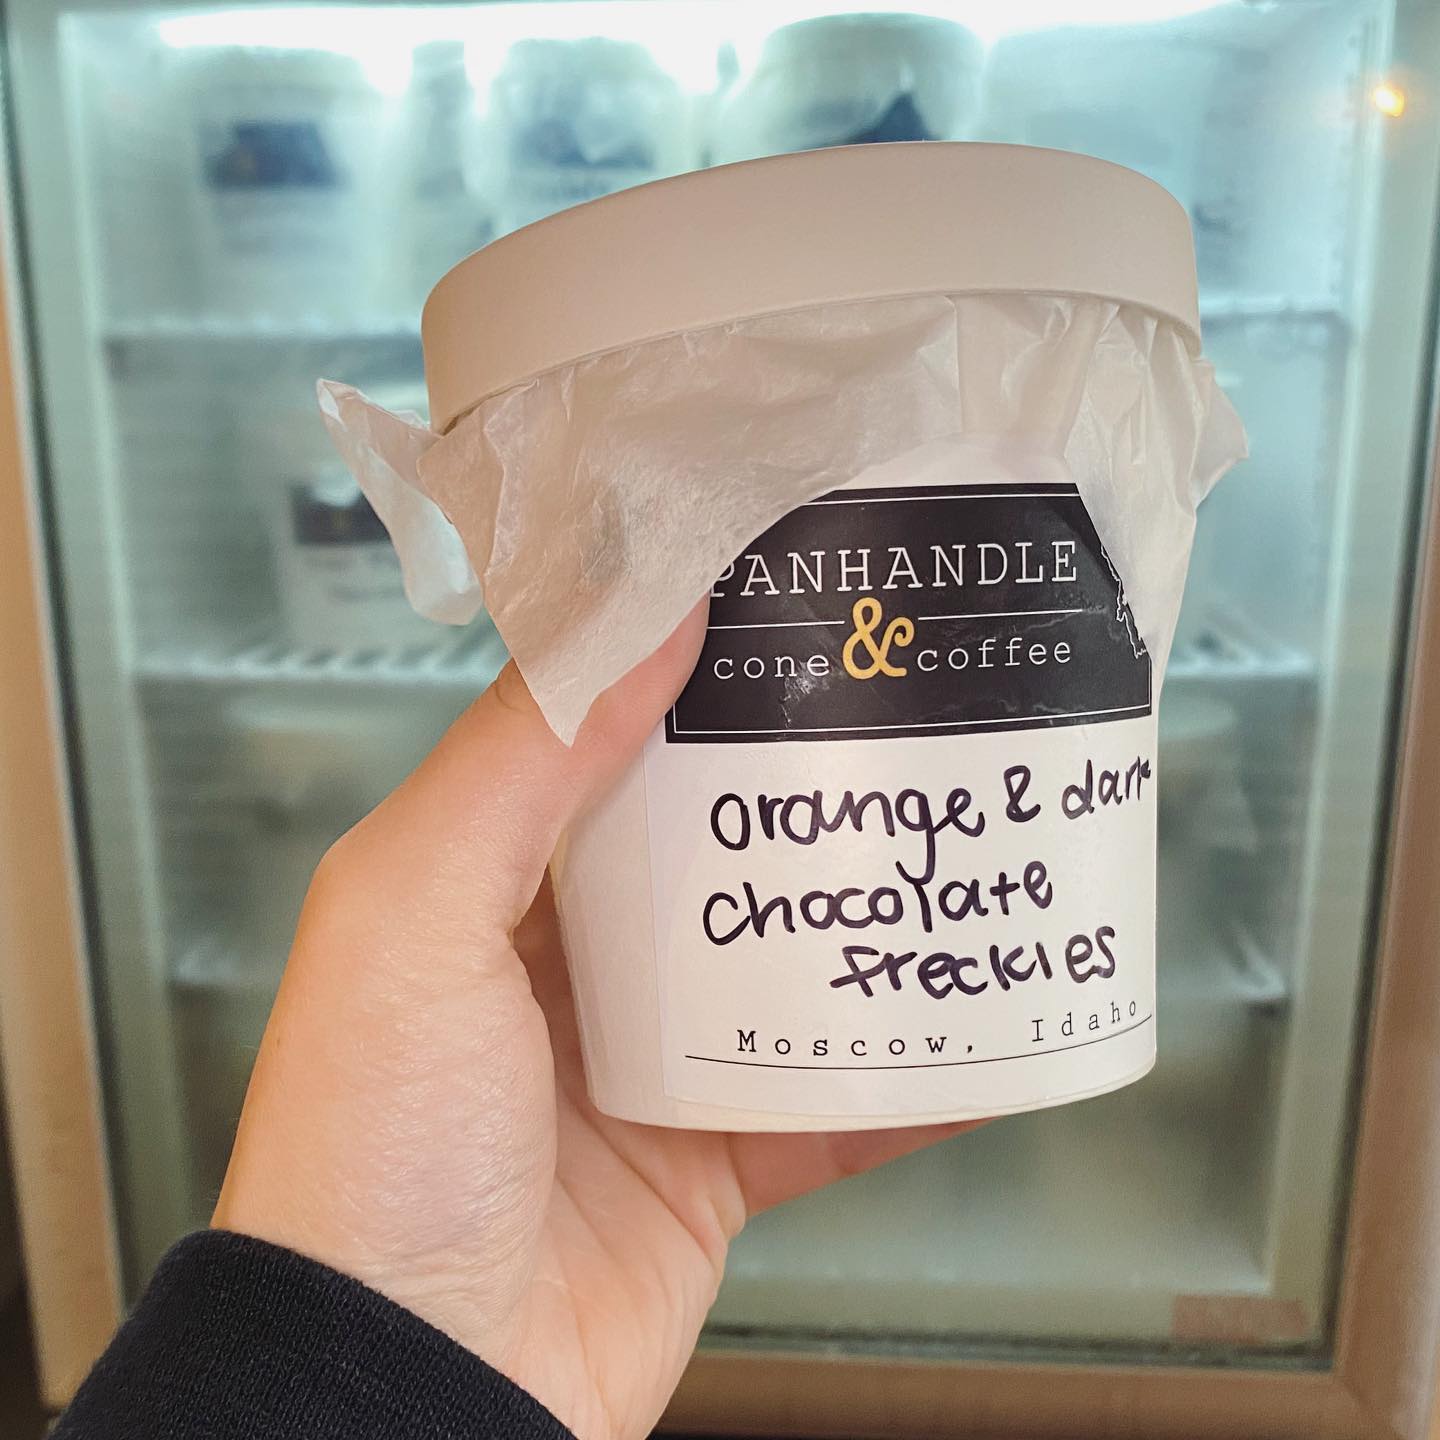 PANHANDLE
cone & coffee
orange & dark
chocolate
freckles
Moscow, Idaho